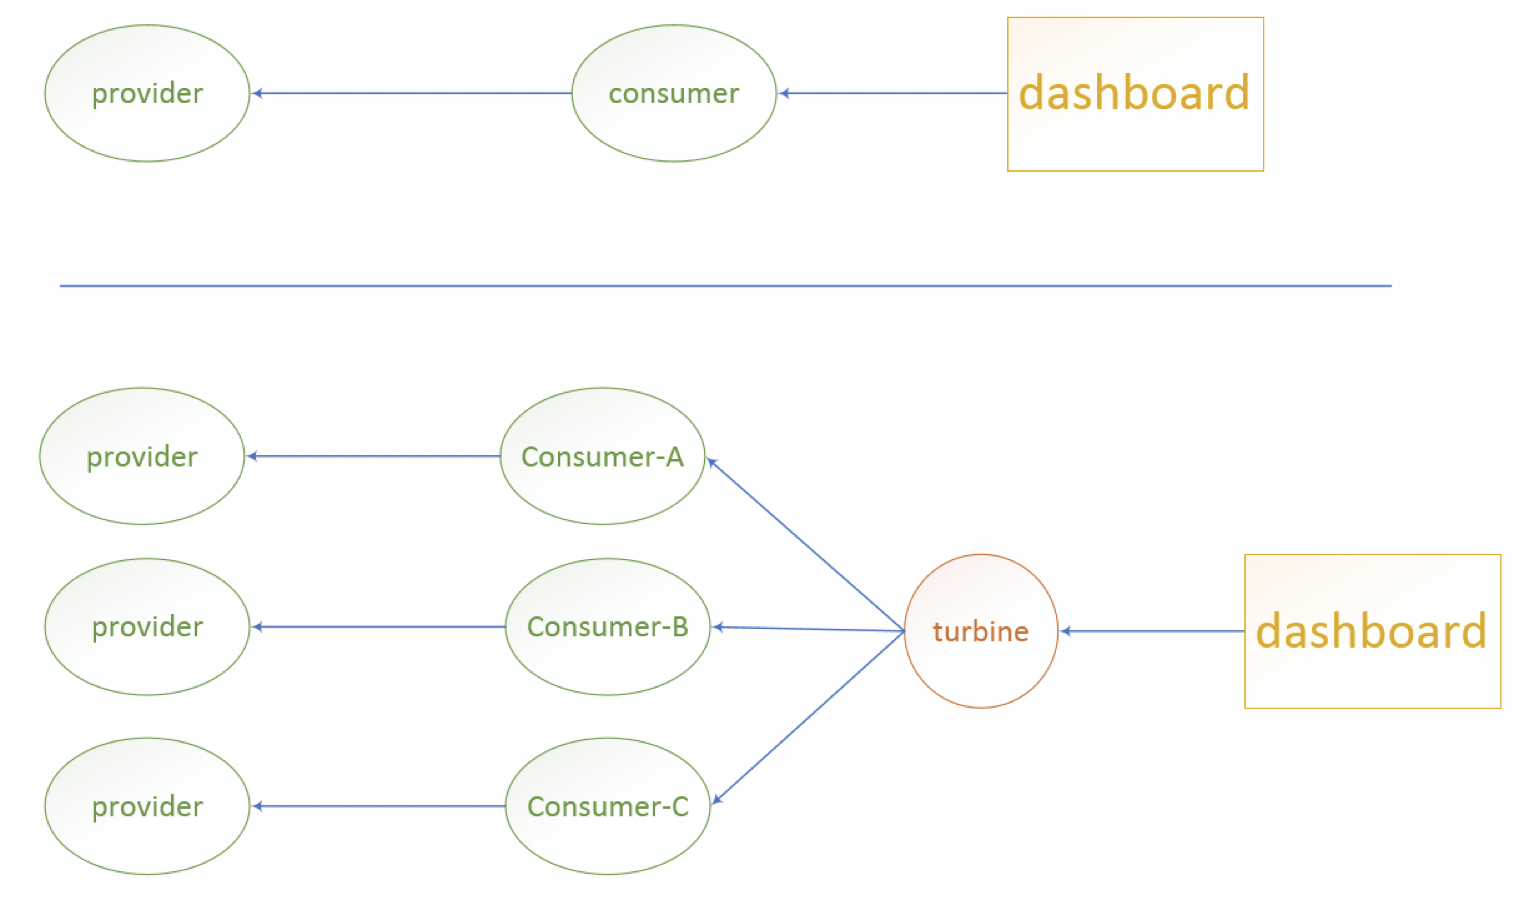 provider
consumer
dashboard
provider
Consumer-A
provider
Consumer-B
turbine
dashboard
provider
Consumer-C